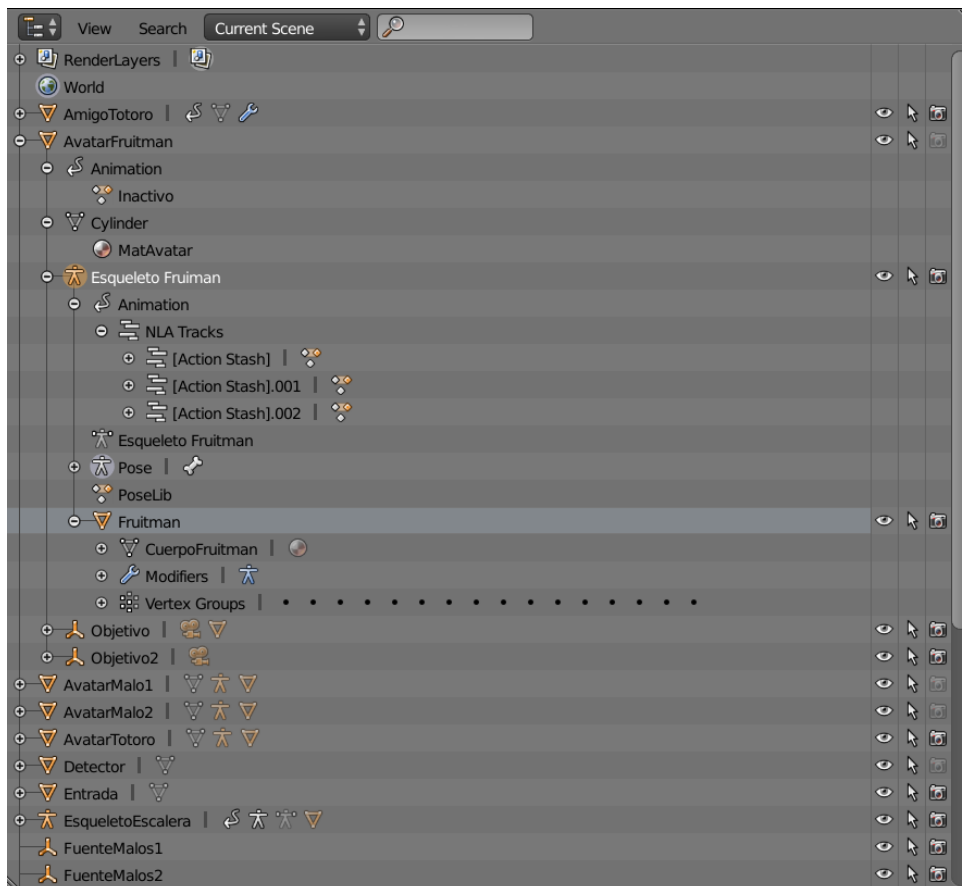 View Search Current Scene
RenderLayers
World
AmigoTotoro
AvatarFruitman
Animation
Inactivo
Cylinder
MatAvatar
Esqueleto Fruiman
Animation
NLA Tracks
[Action Stash]
[Action Stash].001
[Action Stash].002
Esqueleto Fruitman
Pose
PoseLib
Fruitman
CuerpoFruitman
Modifiers
Vertex Groups
Objetivo
Objetivo2
AvatarMalo1
AvatarMalo2
AvatarTotoro
Detector
Entrada
EsqueletoEscalera
FuenteMalos1
FuenteMalos2